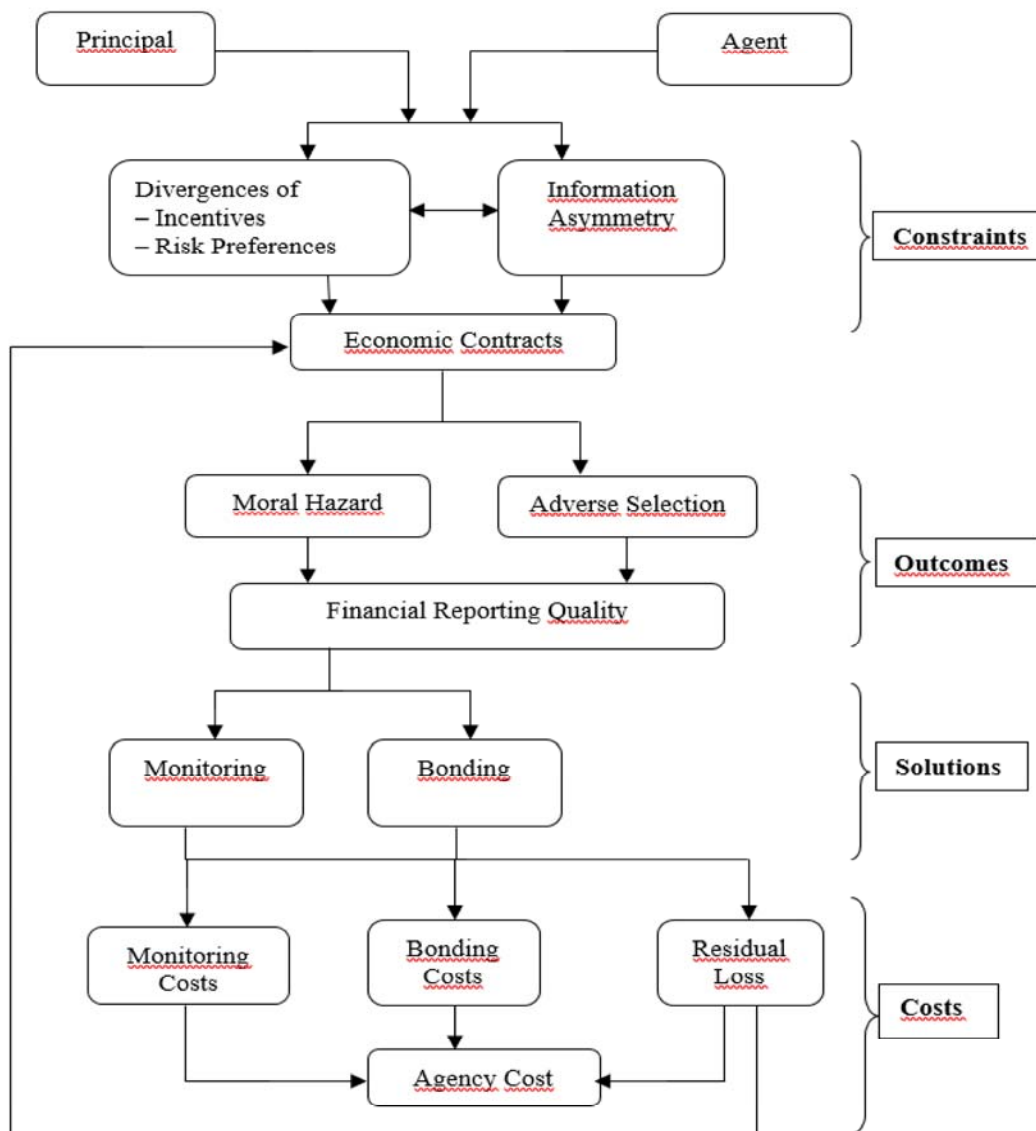 Principal
Agent
Divergences of
– Incentives
– Risk Preferences
Information
Asymmetry
Constraints
Economic Contracts
Moral Hazard
Adverse Selection
Outcomes
Financial Reporting Quality
Monitoring
Bonding
Solutions
Monitoring
Costs
Bonding
Costs
Residual
Loss
Costs
Agency Cost